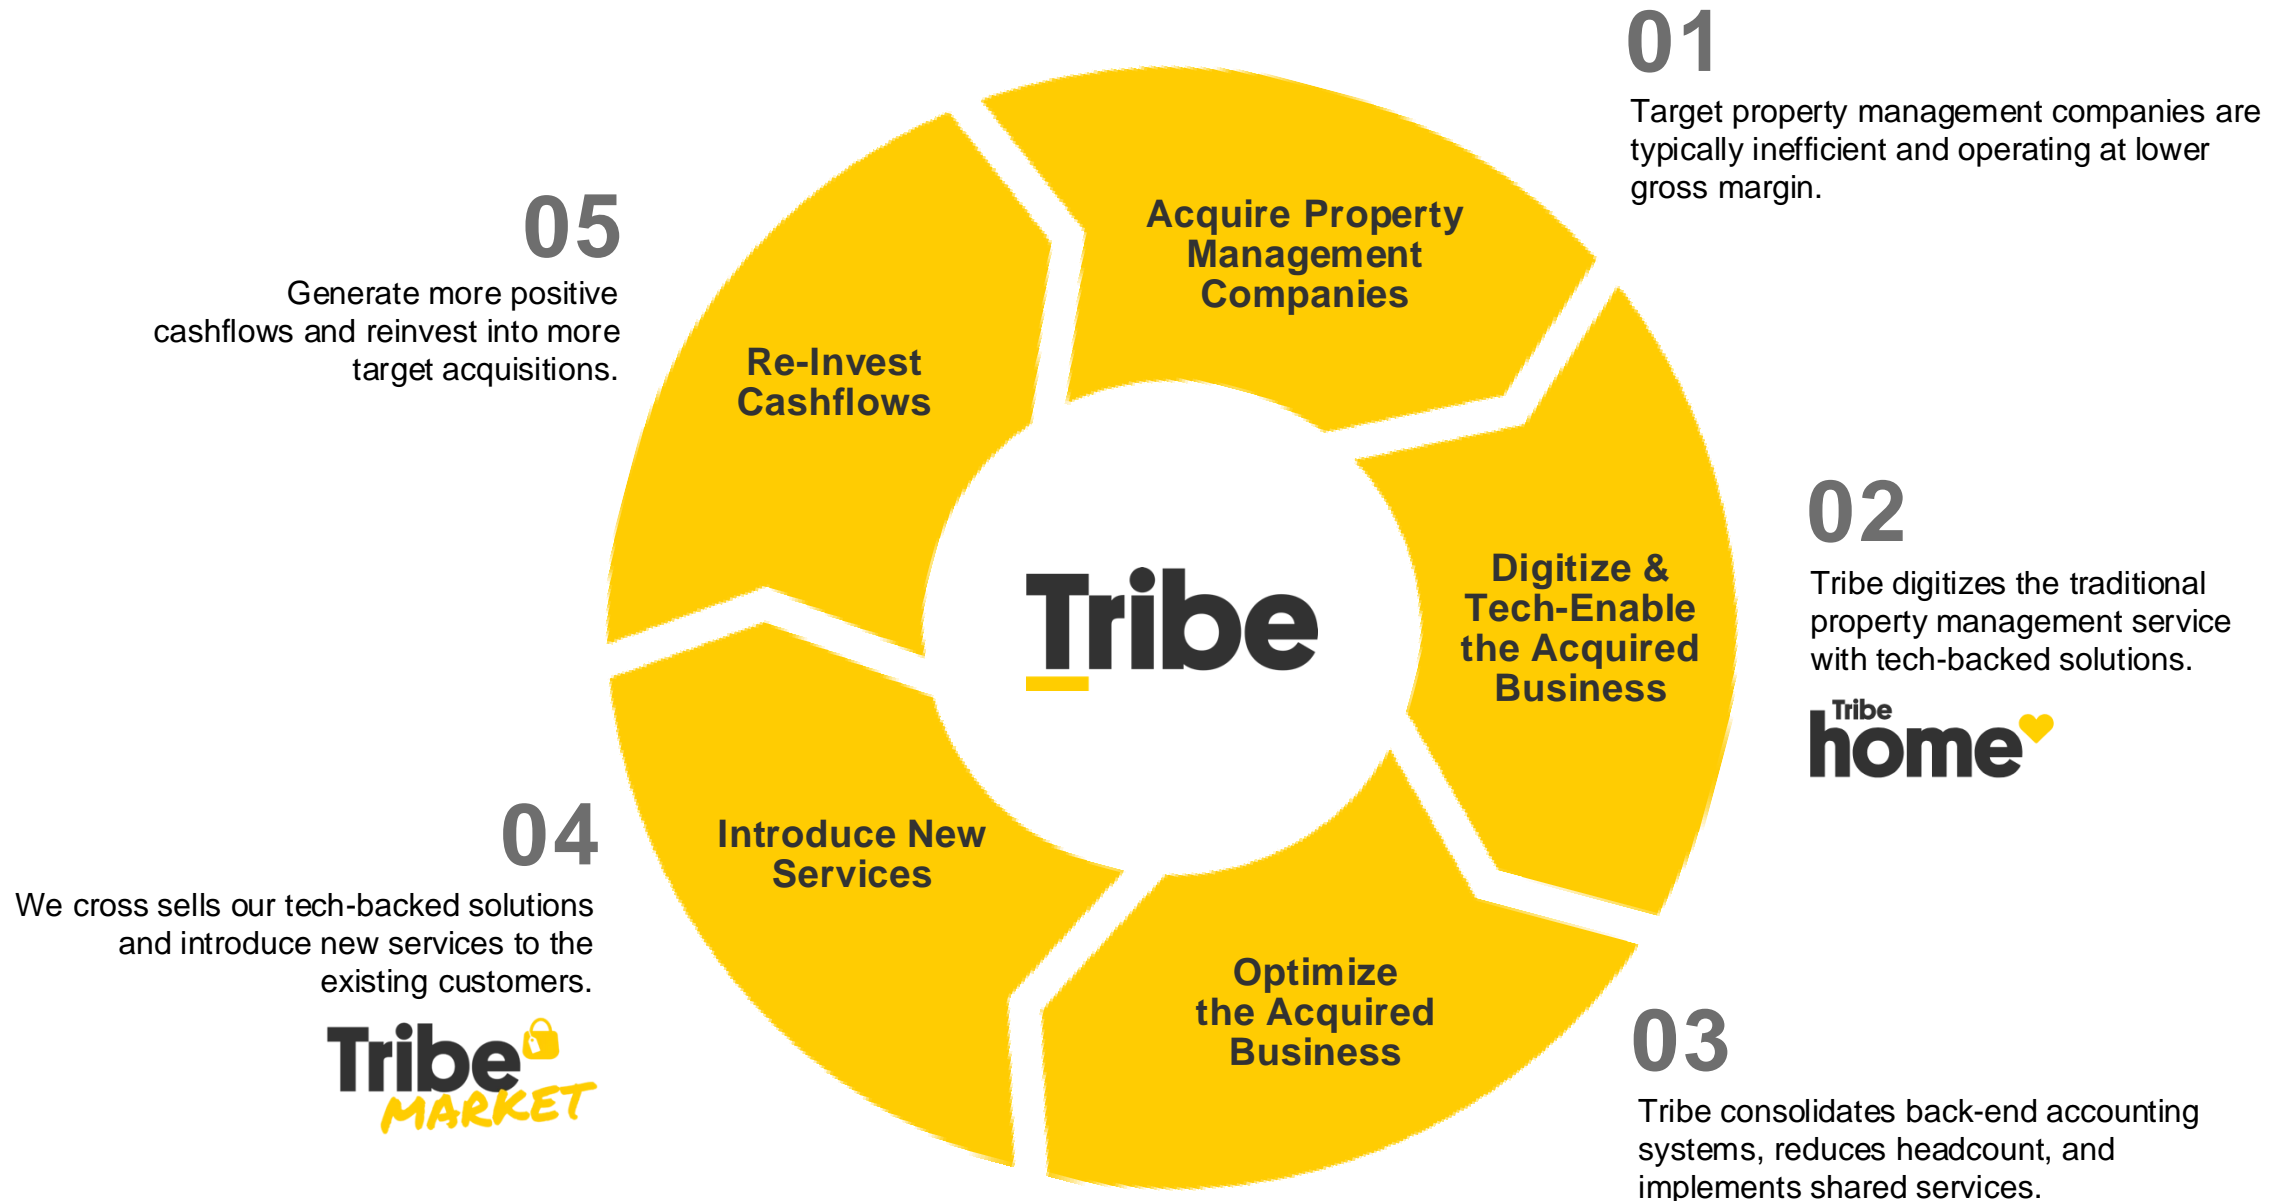 01
Target property management companies are
typically inefficient and operating at lower
gross margin.
Acquire Property
Management
Companies
02
Tribe digitizes the traditional
property management service
with tech-backed solutions.
Tribe
home
Digitize &
Tech-Enable
the Acquired
Business
03
Tribe consolidates back-end accounting
systems, reduces headcount, and
implements shared services.
Optimize
the Acquired
Business
04
We cross sells our tech-backed solutions
and introduce new services to the
existing customers.
Tribe
MARKET
Introduce New
Services
05
Generate more positive
cashflows and reinvest into more
target acquisitions.
Re-Invest
Cashflows
Tribe